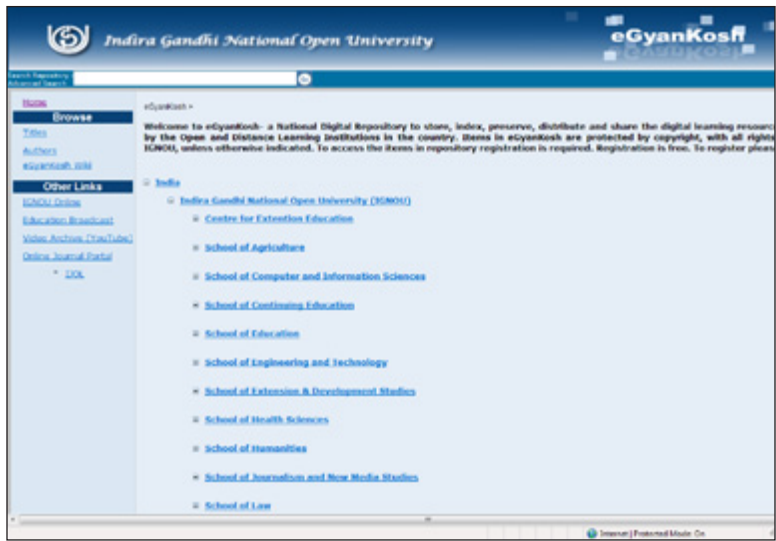 Indira Gandhi National Open University
eGyanKosh
Search Repository
Advanced Search
Go
Home
Browse
Titles
Authors
eGyanKosh Wiki
Other Links
IGNOU Online
Education Broadcast
Video Archive [YouTube]
Online Journal Portal
IJOL
eGyanKosh >
Welcome to eGyanKosh- a National Digital Repository to store, index, preserve, distribute and share the digital learning resourc
by the Open and Distance Learning Institutions in the country. Items in eGyanKosh are protected by copyright, with all rights
IGNOU, unless otherwise indicated. To access the items in repository registration is required. Registration is free. To register pleas
India
Indira Gandhi National Open University (IGNOU)
Centre for Extention Education
School of Agriculture
School of Computer and Information Sciences
School of Continuing Education
School of Education
School of Engineering and Technology
School of Extension & Development Studies
School of Health Sciences
School of Humanities
School of Journalism and New Media Studies
School of Law
Internet | Protected Mode: On